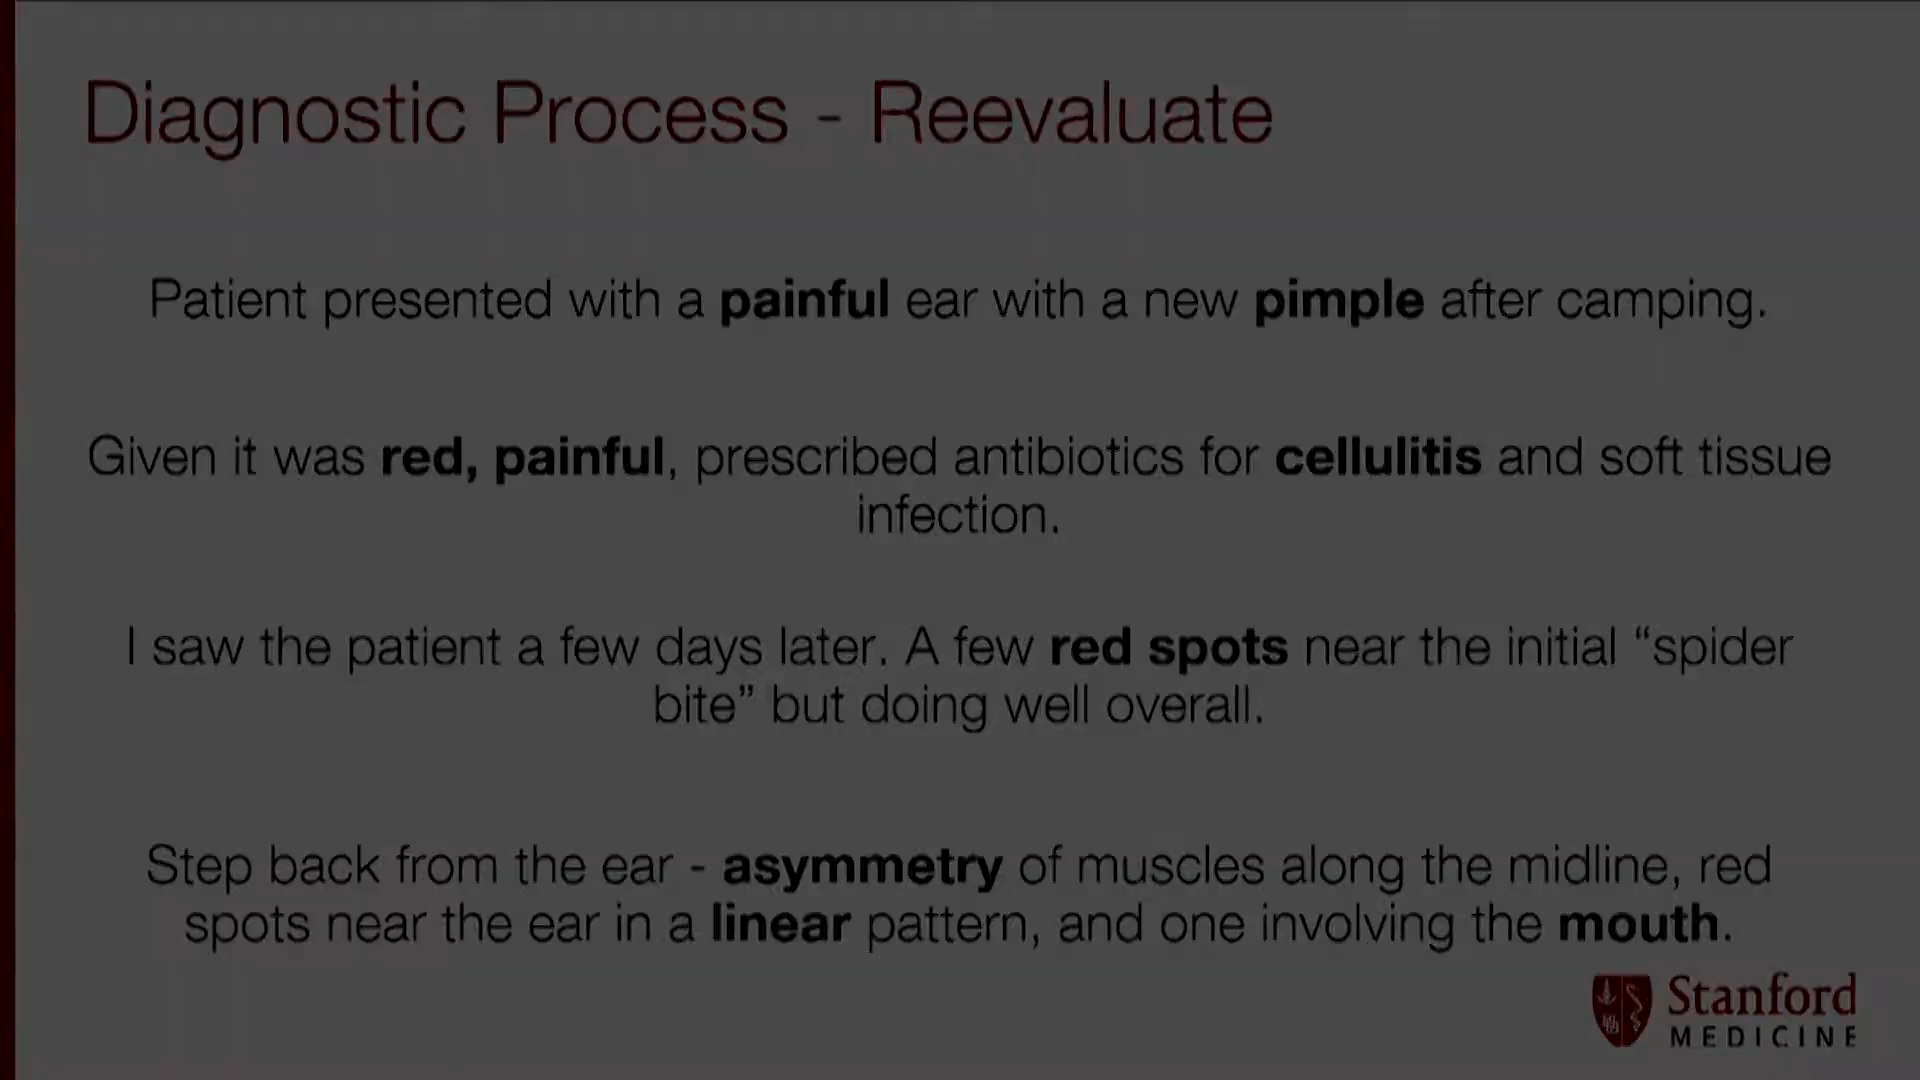 Diagnostic Process - Reevaluate
Patient presented with a painful ear with a new pimple after camping.
Given it was red, painful, prescribed antibiotics for cellulitis and soft tissue
infection.
I saw the patient a few days later. A few red spots near the initial “spider
bite” but doing well overall.
Step back from the ear - asymmetry of muscles along the midline, red
spots near the ear in a linear pattern, and one involving the mouth.
Stanford
MEDICINE